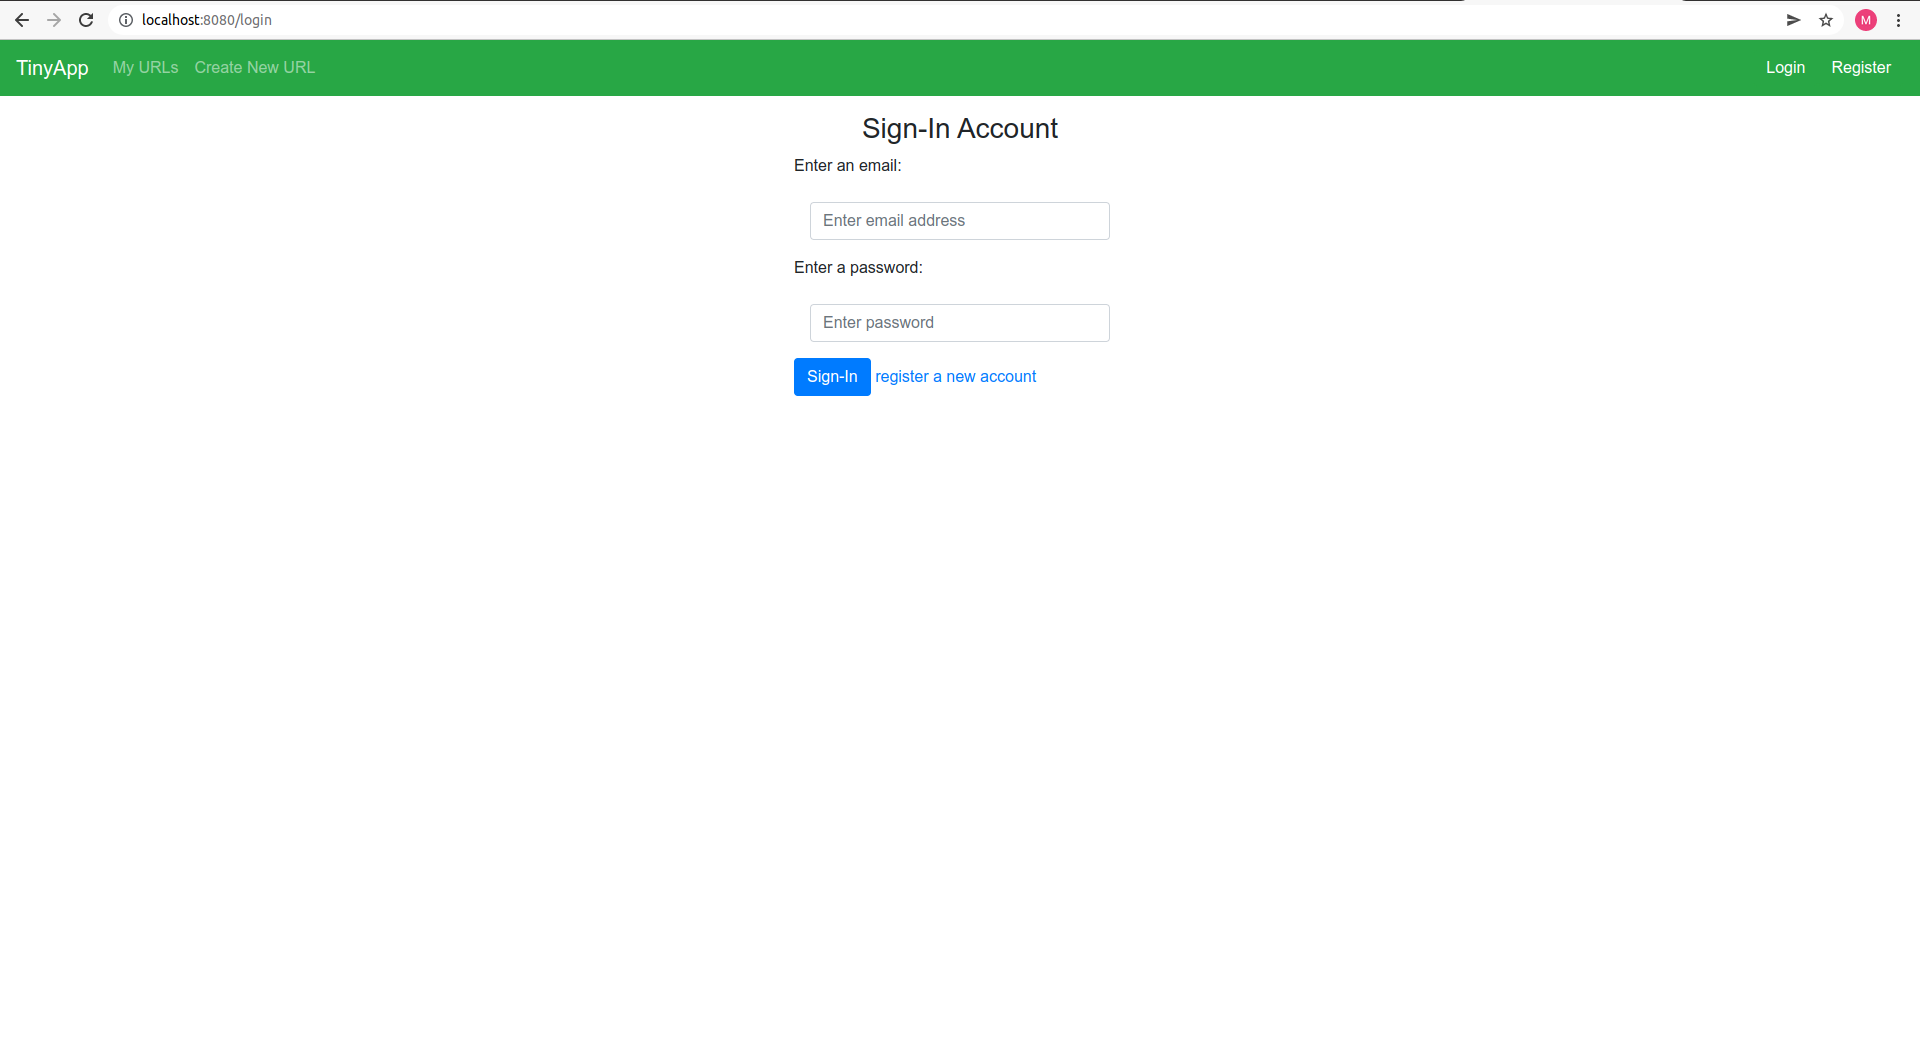 localhost:8080/login
M
TinyApp My URLs Create New URL Login Register
Sign-In Account
Enter an email:
Enter email address
Enter a password:
Enter password
Sign-In register a new account